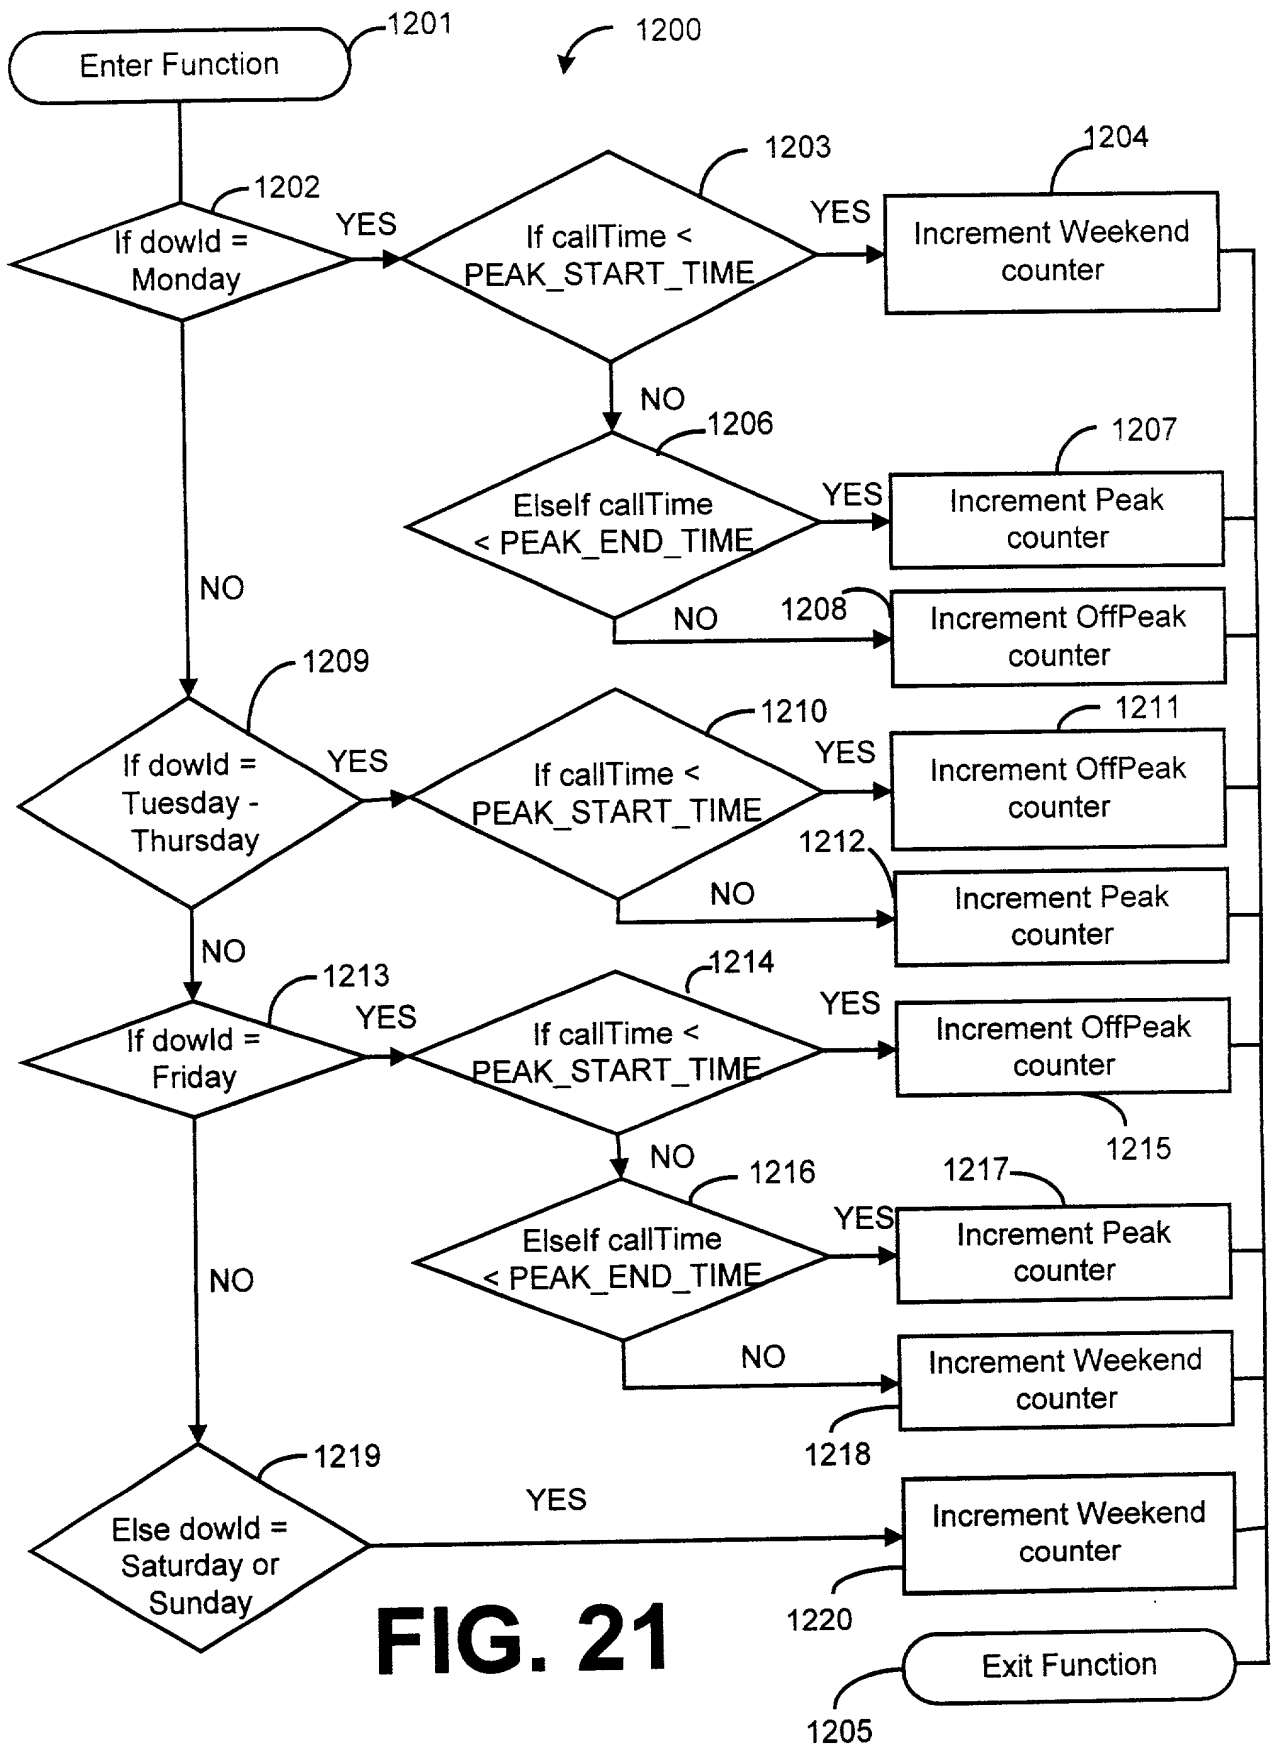 1201
1200
Enter Function
1202
1203
1204
If dowId =
Monday
YES
If callTime <
PEAK_START_TIME
YES
Increment Weekend
counter
NO
1206
1207
ElseIf callTime
< PEAK_END_TIME
YES
Increment Peak
counter
NO
NO
1208
Increment OffPeak
counter
1209
1210
1211
If dowId =
Tuesday -
Thursday
YES
If callTime <
PEAK_START_TIME
YES
Increment OffPeak
counter
1212
NO
Increment Peak
counter
NO
1213
1214
If dowId =
Friday
YES
If callTime <
PEAK_START_TIME
YES
Increment OffPeak
counter
1215
NO
1216
1217
ElseIf callTime
< PEAK_END_TIME
YES
Increment Peak
counter
NO
NO
Increment Weekend
counter
1218
1219
Else dowId =
Saturday or
Sunday
YES
Increment Weekend
counter
1220
FIG. 21
Exit Function
1205